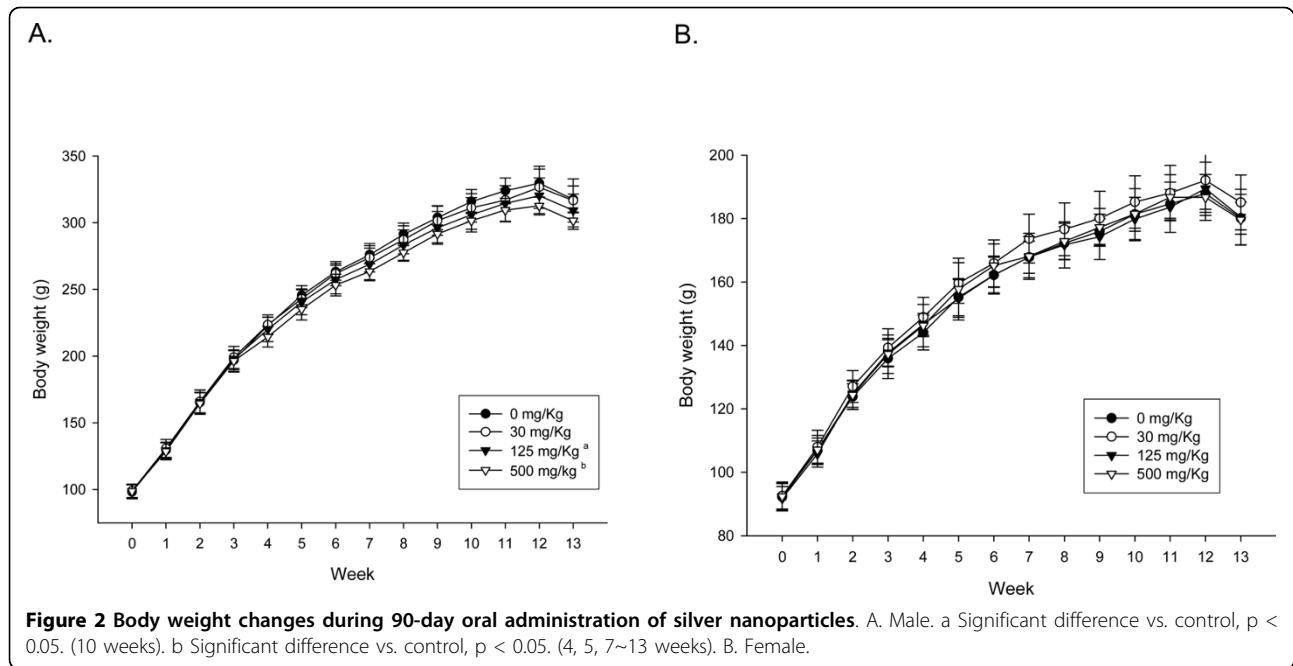 A.
350
300
250
200
150
100
Body weight (g)
0 mg/Kg
30 mg/Kg
125 mg/Kg a
500 mg/kg b
0 1 2 3 4 5 6 7 8 9 10 11 12 13
Week
B.
200
180
160
140
120
100
80
Body weight (g)
0 mg/Kg
30 mg/Kg
125 mg/Kg
500 mg/Kg
0 1 2 3 4 5 6 7 8 9 10 11 12 13
Week
Figure 2 Body weight changes during 90-day oral administration of silver nanoparticles. A. Male. a Significant difference vs. control, p <
0.05. (10 weeks). b Significant difference vs. control, p < 0.05. (4, 5, 7~13 weeks). B. Female.